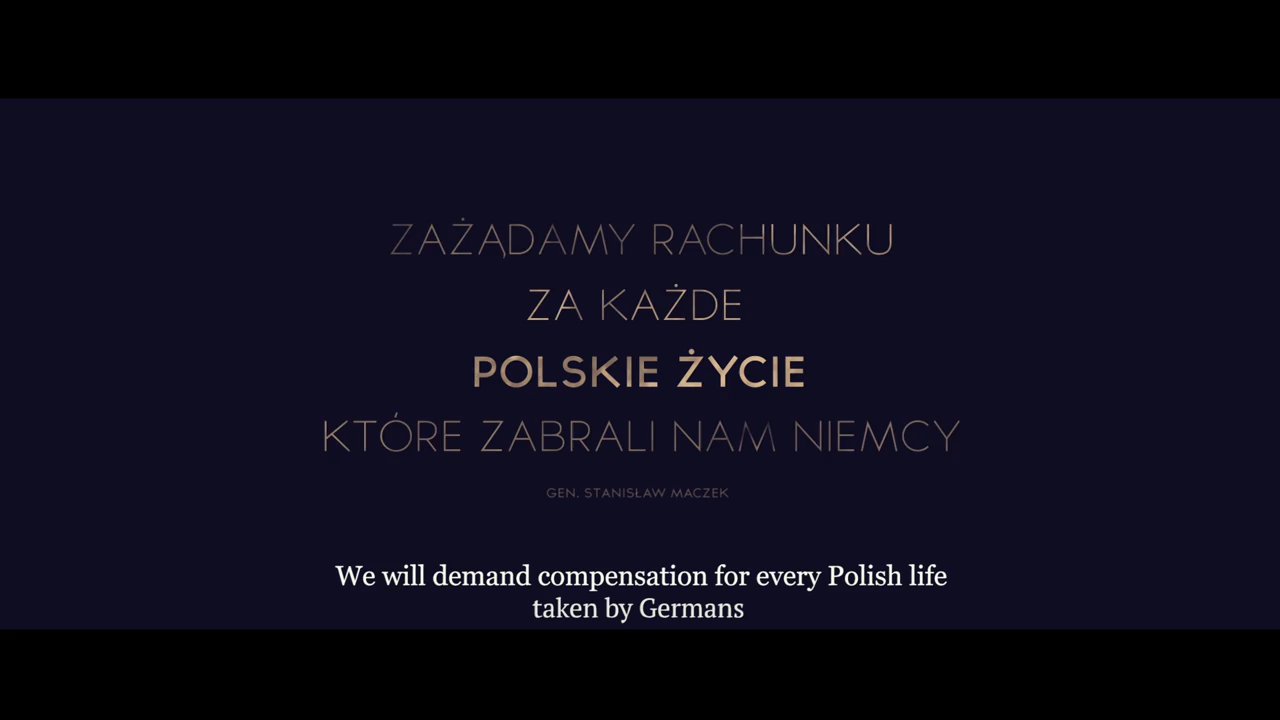 ZAŻĄDAMY RACHUNKU
ZA KAŻDE
POLSKIE ŻYCIE
KTÓRE ZABRALI NAM NIEMCY
GEN. STANISŁAW MACZEK
We will demand compensation for every Polish life
taken by Germans